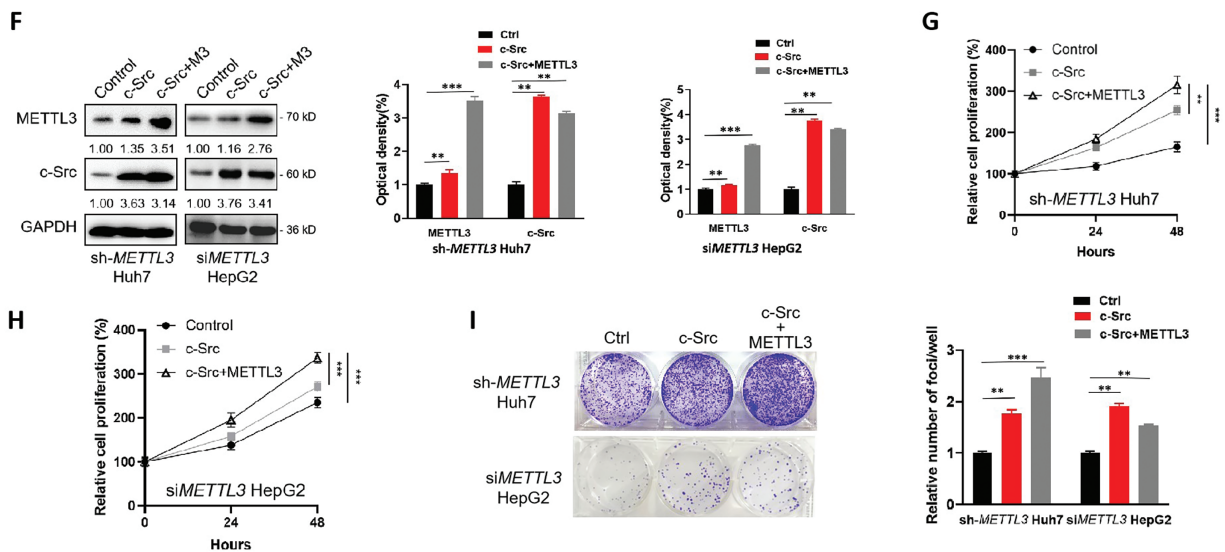 F
Control
c-Src
c-Src+M3
Control
c-Src
c-Src+M3
METTL3
- 70 kD
1.00 1.35 3.51 1.00 1.16 2.76
c-Src
- 60 kD
1.00 3.63 3.14 1.00 3.76 3.41
GAPDH
- 36 kD
sh-METTL3 siMETTL3
Huh7 HepG2
Ctrl
c-Src
c-Src+METTL3
Optical density(%)
4
3
2
1
0
**
***
**
**
METTL3 c-Src
sh-METTL3 Huh7
Ctrl
c-Src
c-Src+METTL3
Optical density(%)
5
4
3
2
1
0
**
***
**
**
METTL3 c-Src
siMETTL3 HepG2
G
Relative cell proliferation (%)
400
300
200
100
0
Control
c-Src
c-Src+METTL3
**
***
sh-METTL3 Huh7
0 24 48
Hours
H
Relative cell proliferation (%)
400
300
200
100
0
Control
c-Src
c-Src+METTL3
***
***
siMETTL3 HepG2
0 24 48
Hours
I
Ctrl c-Src c-Src
+
METTL3
sh-METTL3
Huh7
siMETTL3
HepG2
Ctrl
c-Src
c-Src+METTL3
Relative number of foci/well
3
2
1
0
**
***
**
**
sh-METTL3 Huh7 siMETTL3 HepG2